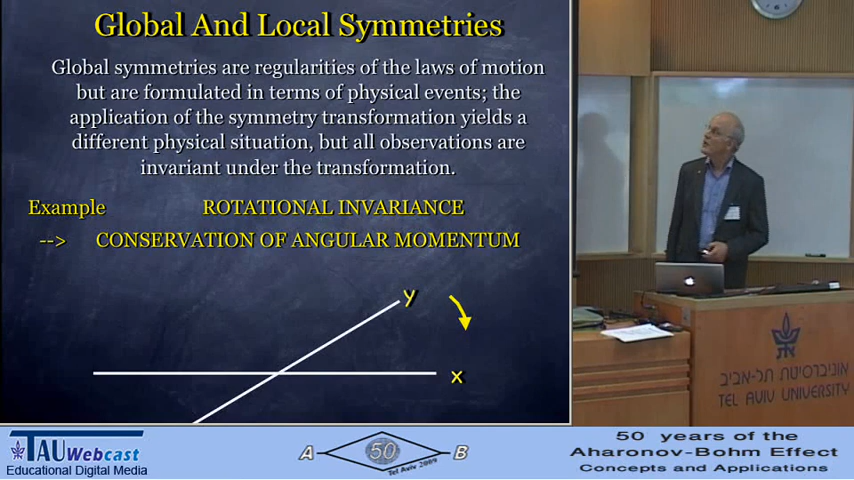 Global And Local Symmetries
Global symmetries are regularities of the laws of motion
but are formulated in terms of physical events; the
application of the symmetry transformation yields a
different physical situation, but all observations are
invariant under the transformation.
Example ROTATIONAL INVARIANCE
--> CONSERVATION OF ANGULAR MOMENTUM
y
x
אוניברסיטת תל-אביב
TEL AVIV UNIVERSITY
TAU Webcast
Educational Digital Media
A 50 B
Tel Aviv 2009
50 years of the
Aharonov-Bohm Effect
Concepts and Applications